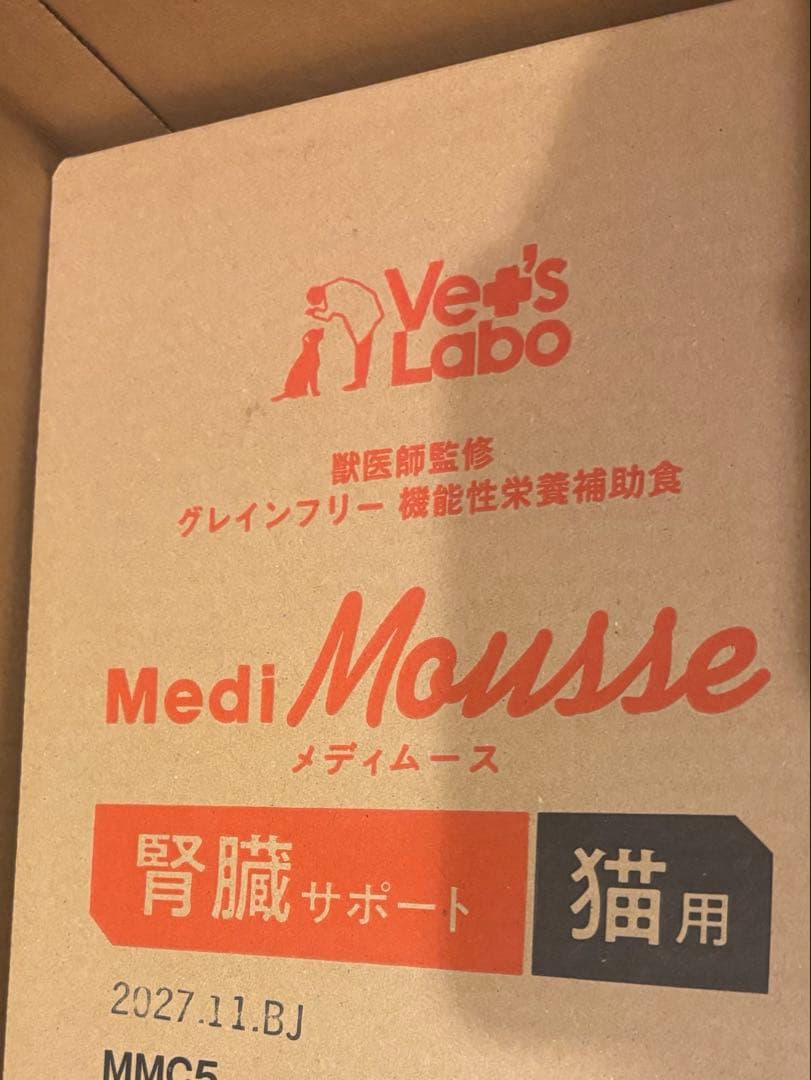 Vet's
Labo
獣医師監修
グレインフリー 機能性栄養補助食
Medi Mousse
メディムース
腎臓サポート 猫用
2027.11.BJ
MMC5